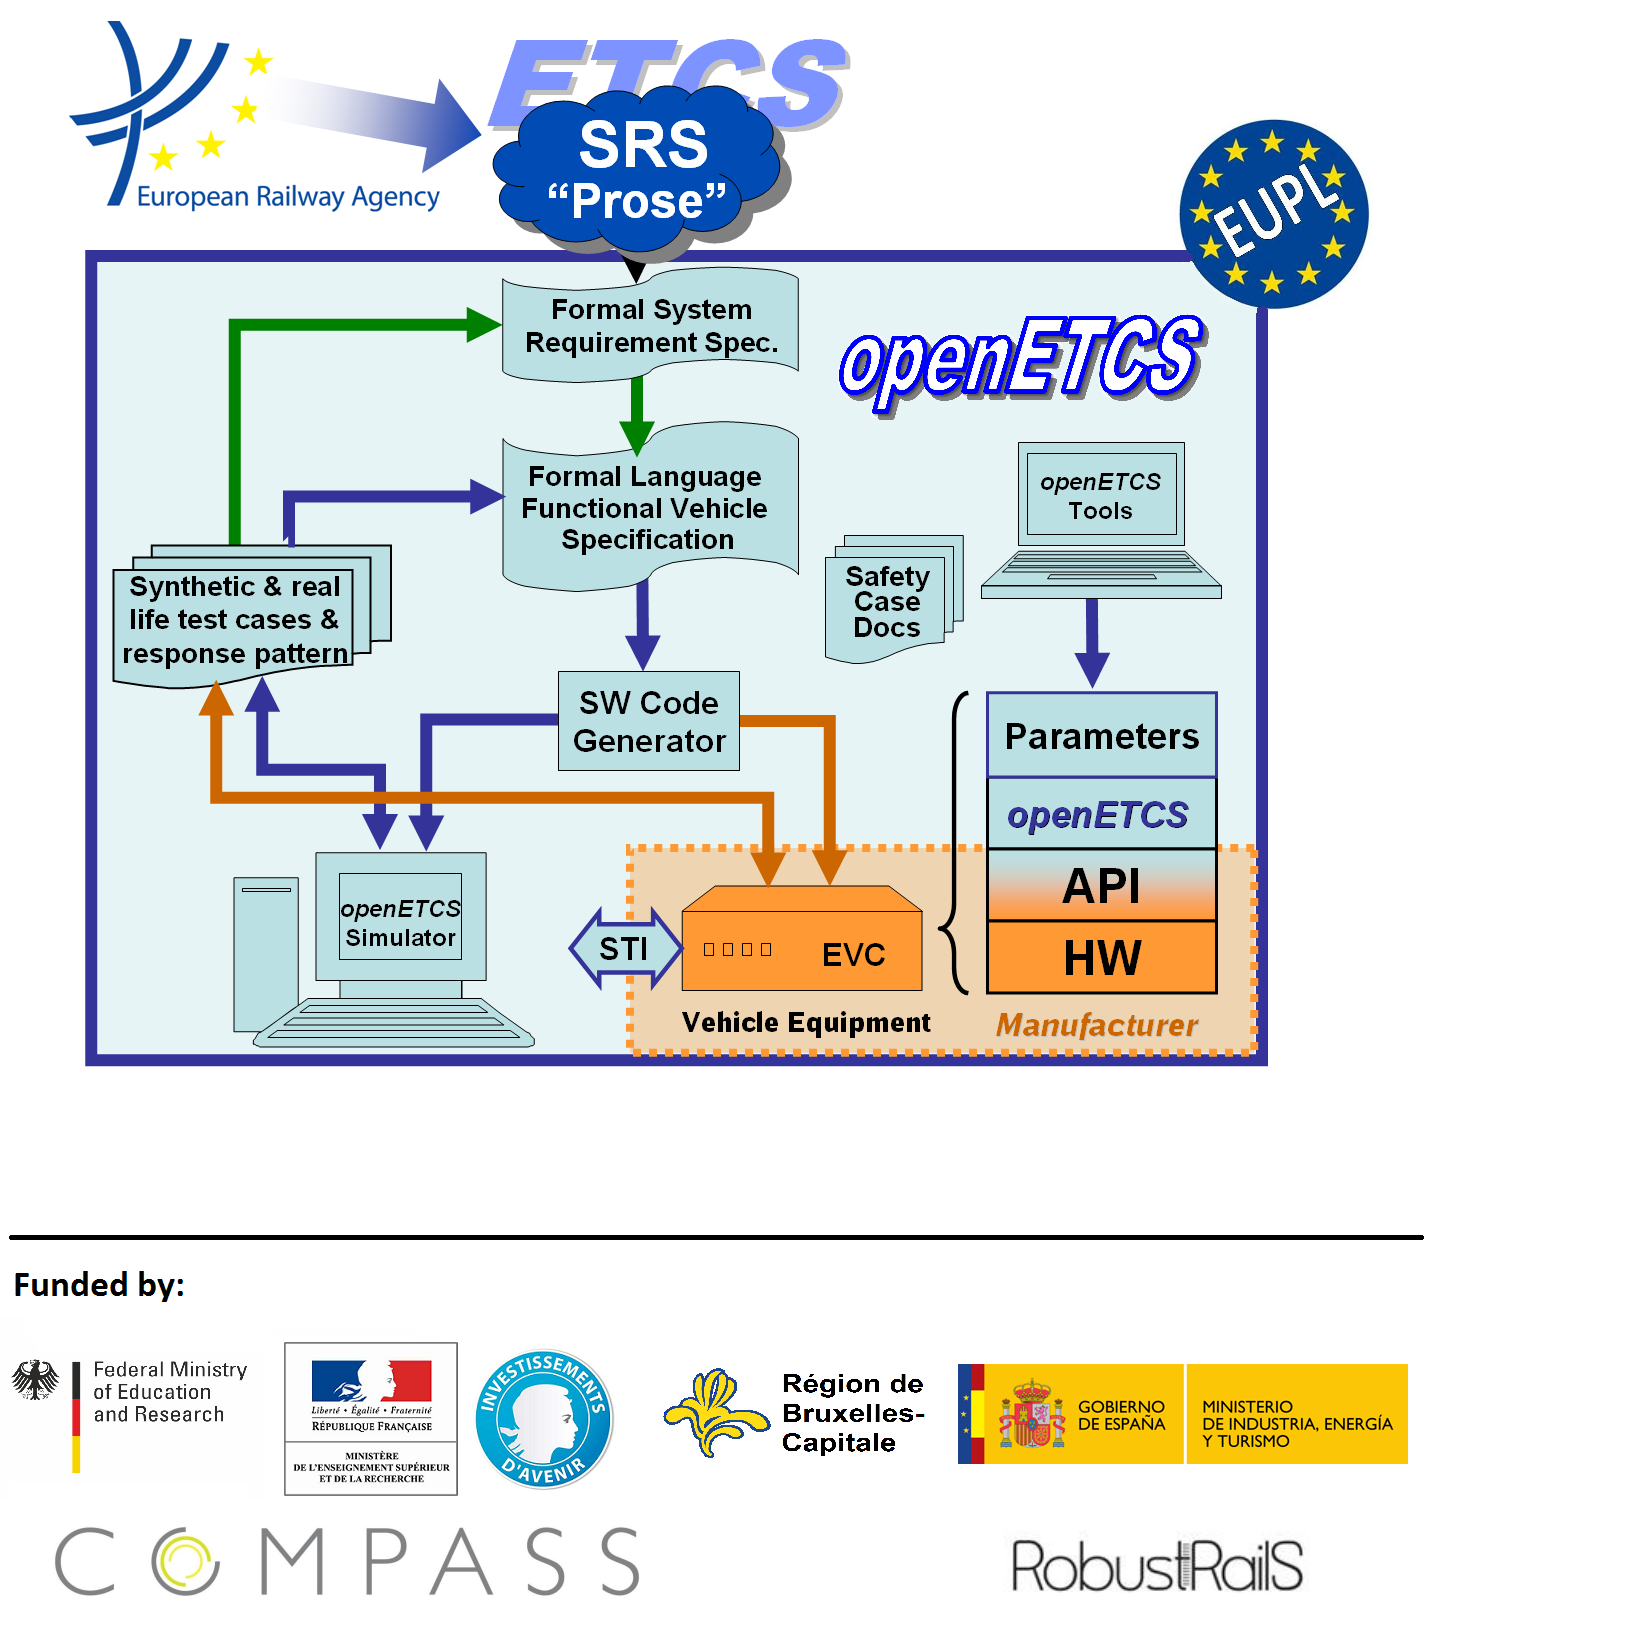 ETCS
SRS
“Prose”
European Railway Agency
EUPL
Formal System
Requirement Spec.
openETCS
Formal Language
Functional Vehicle
Specification
openETCS
Tools
Synthetic & real
life test cases &
response pattern
Safety
Case
Docs
SW Code
Generator
Parameters
openETCS
API
HW
openETCS
Simulator
STI
EVC
Vehicle Equipment
Manufacturer
Funded by:
Federal Ministry
of Education
and Research
Liberté • Égalité • Fraternité
RÉPUBLIQUE FRANÇAISE
MINISTÈRE
DE L'ENSEIGNEMENT SUPÉRIEUR
ET DE LA RECHERCHE
INVESTISSEMENTS
D'AVENIR
Région de
Bruxelles-
Capitale
GOBIERNO
DE ESPAÑA
MINISTERIO
DE INDUSTRIA, ENERGÍA
Y TURISMO
COMPASS
RobustRailS